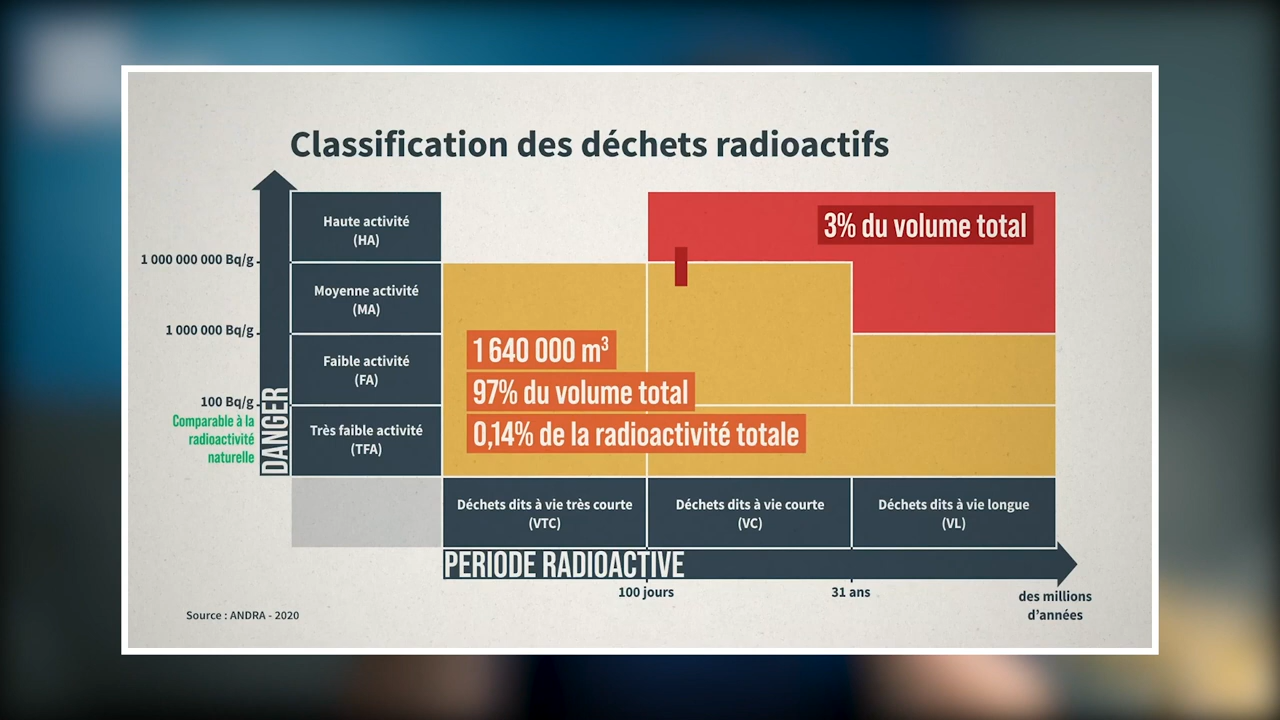 Classification des déchets radioactifs
Haute activité
(HA)
3% du volume total
1 000 000 000 Bq/g
Moyenne activité
(MA)
1 000 000 Bq/g
Faible activité
(FA)
1 640 000 m³
97% du volume total
100 Bq/g
Comparable à la
radioactivité
naturelle
DANGER
Très faible activité
(TFA)
0,14% de la radioactivité totale
Déchets dits à vie très courte
(VTC)
Déchets dits à vie courte
(VC)
Déchets dits à vie longue
(VL)
PERIODE RADIOACTIVE
100 jours
31 ans
des millions
d'années
Source : ANDRA - 2020